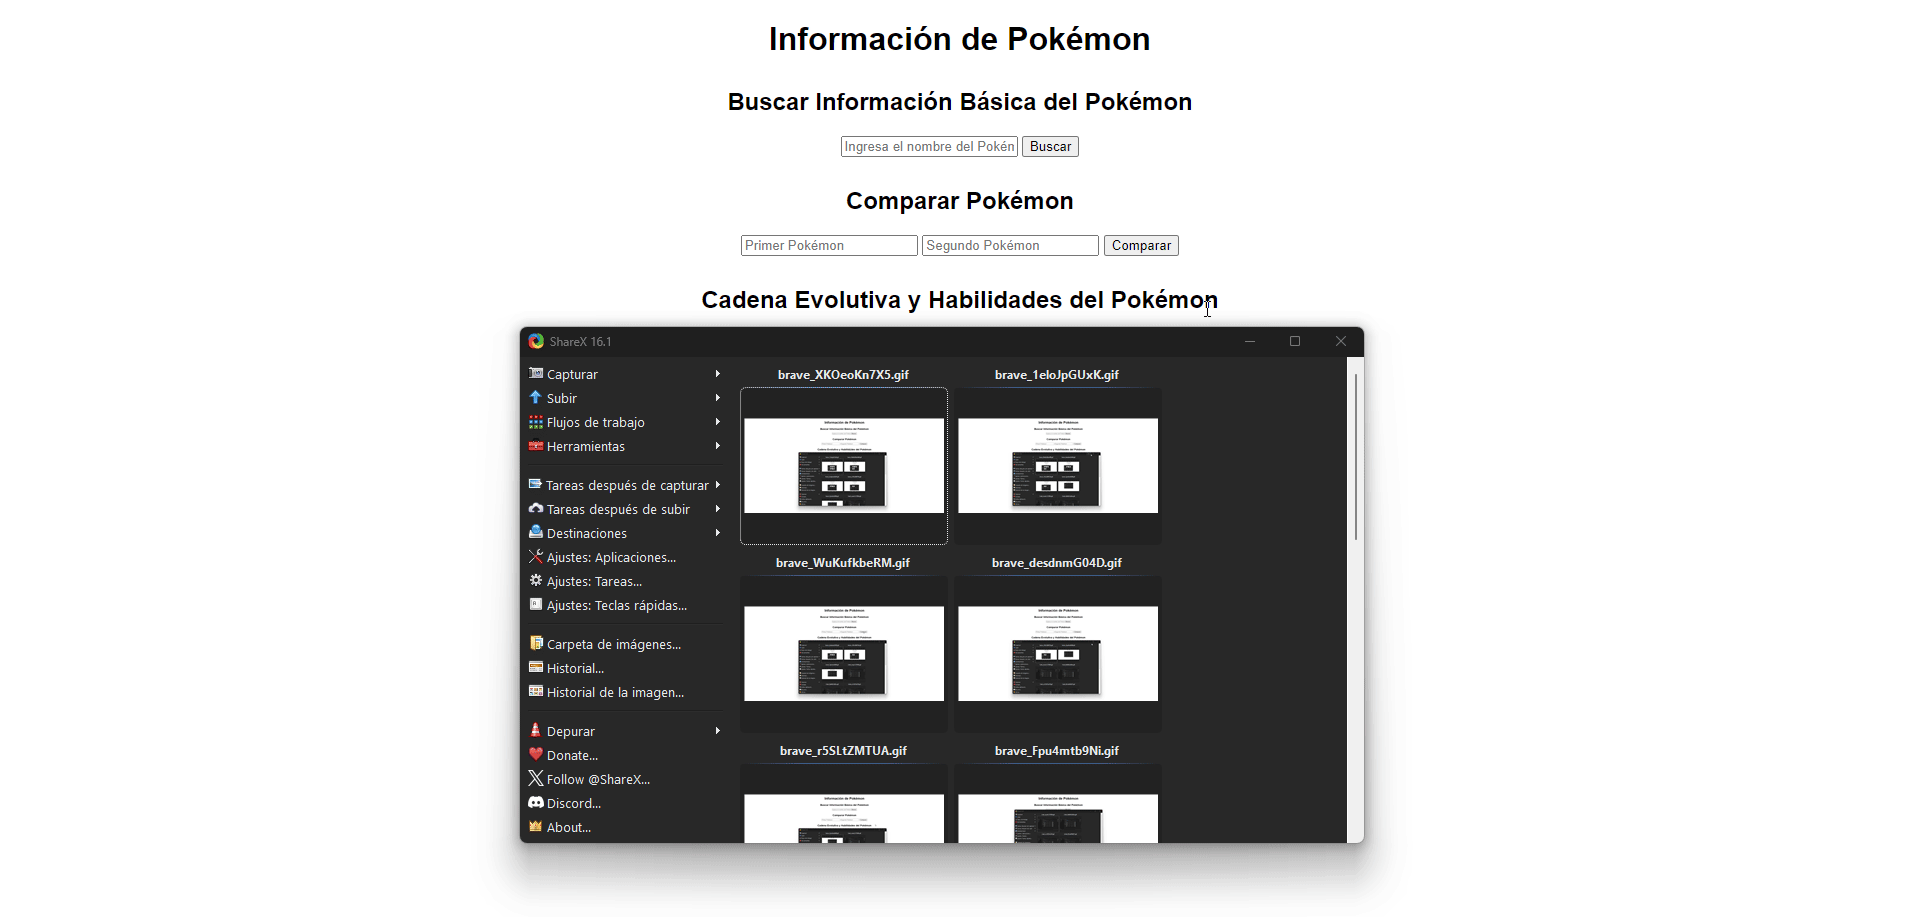 Información de Pokémon
Buscar Información Básica del Pokémon
Ingresa el nombre del Pokén
Buscar
Comparar Pokémon
Primer Pokémon
Segundo Pokémon
Comparar
Cadena Evolutiva y Habilidades del Pokémon
ShareX 16.1
Capturar
Subir
Flujos de trabajo
Herramientas
Tareas después de capturar
Tareas después de subir
Destinaciones
Ajustes: Aplicaciones...
Ajustes: Tareas...
Ajustes: Teclas rápidas...
Carpeta de imágenes...
Historial...
Historial de la imagen...
Depurar
Donate...
Follow @ShareX...
Discord...
About...
brave_XKOeoKn7X5.gif
brave_1eloJpGUxK.gif
brave_WuKufkbeRM.gif
brave_desdnmG04D.gif
brave_r5SLtZMTUA.gif
brave_Fpu4mtb9Ni.gif